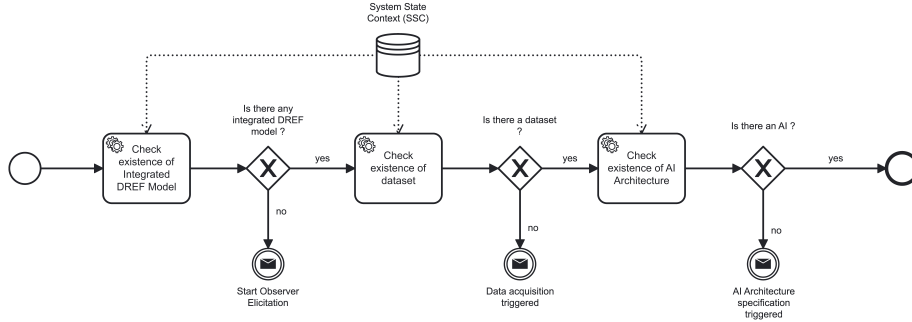 System State
Context (SSC)
Is there any
integrated DREF
model ?
Is there a dataset
?
Is there an AI ?
Check
existence of
Integrated
DREF Model
X
yes
Check
existence of
dataset
X
yes
Check
existence of AI
Architecture
X
yes
no
no
no
Start Observer
Elicitation
Data acquisition
triggered
AI Architecture
specification
triggered